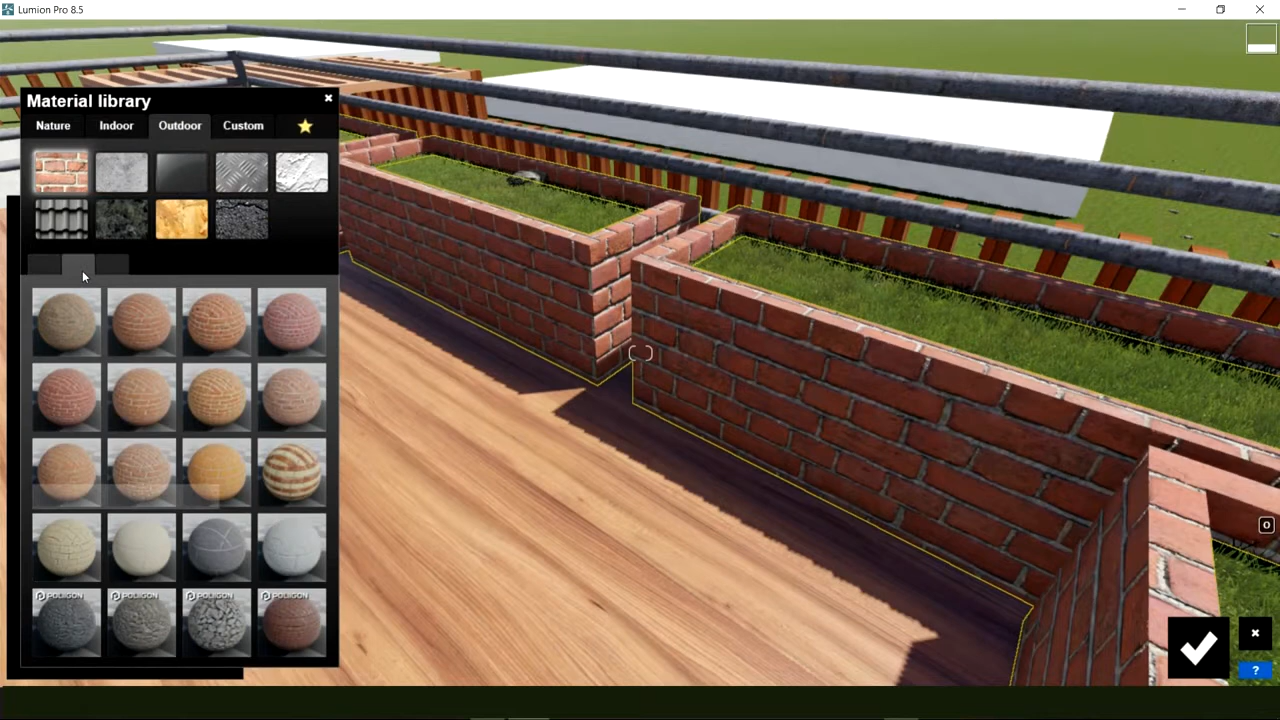 Lumion Pro 8.5
Material library
Nature Indoor Outdoor Custom
POLIIGON POLIIGON POLIIGON POLIIGON
O
?